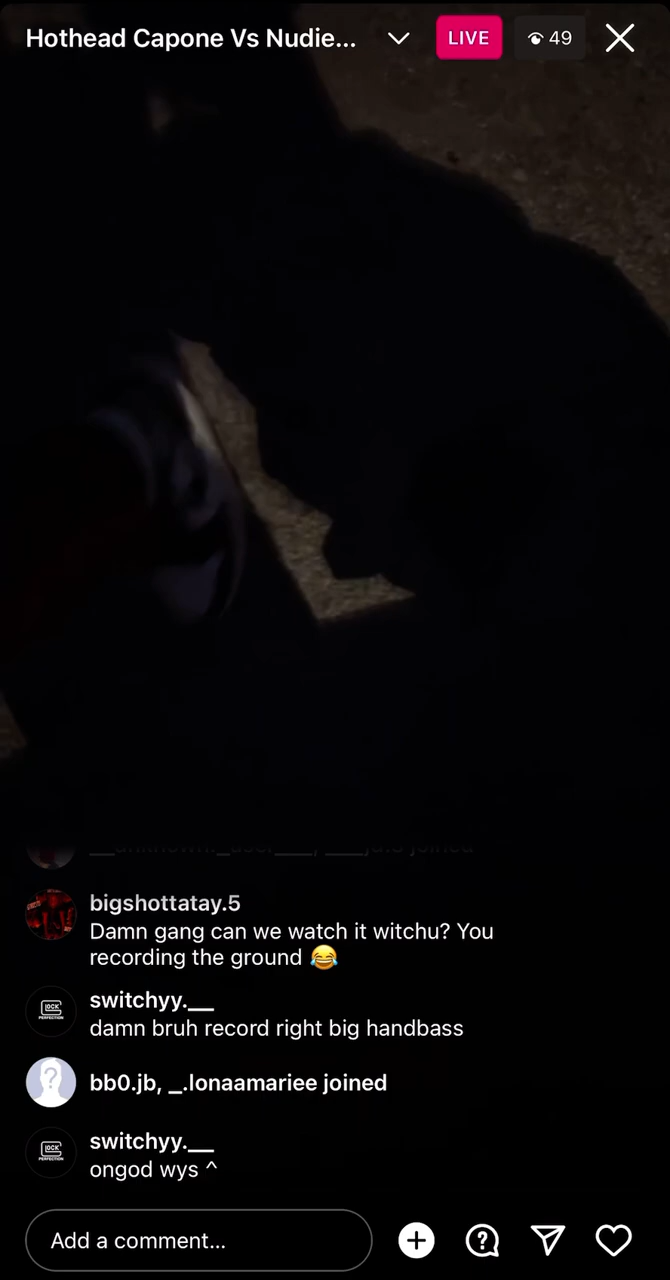 Hothead Capone Vs Nudie...
LIVE
49
joined
bigshottatay.5
Damn gang can we watch it witchu? You
recording the ground 😂
switchyy.__
damn bruh record right big handbass
bb0.jb, _.lonaamariee joined
switchyy.__
ongod wys ^
Add a comment...